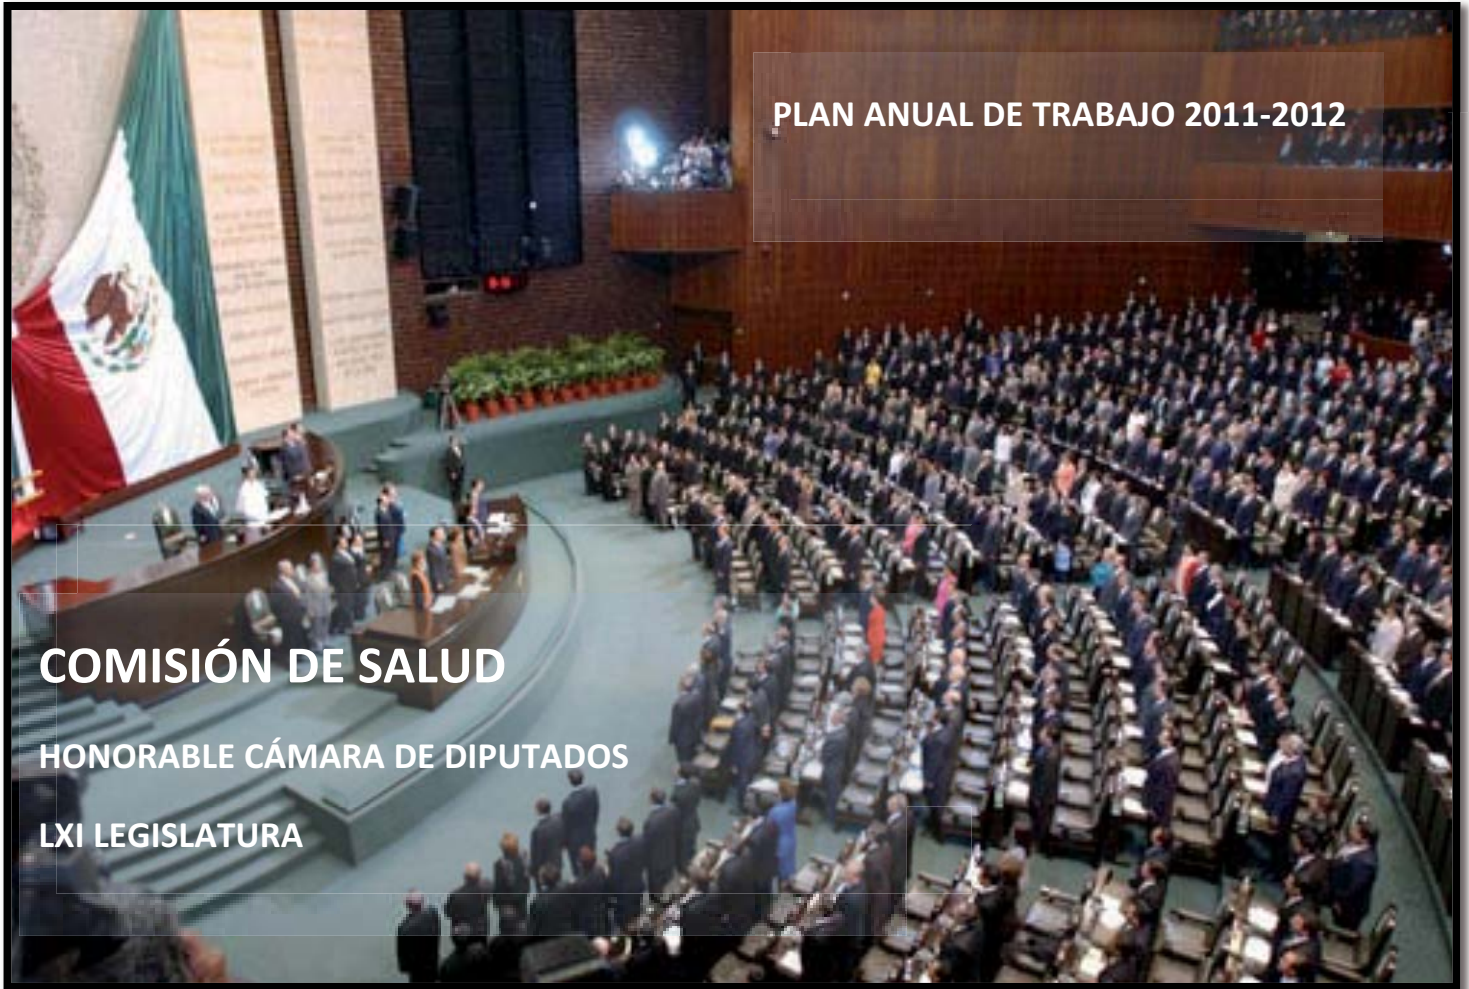 PLAN ANUAL DE TRABAJO 2011-2012
COMISIÓN DE SALUD
HONORABLE CÁMARA DE DIPUTADOS
LXI LEGISLATURA